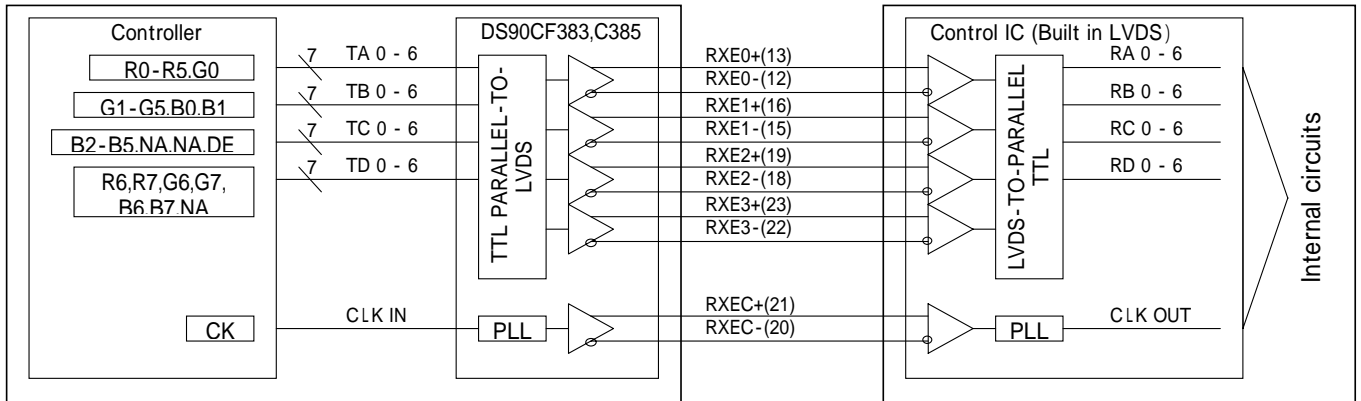 Controller
R0-R5.G0
G1-G5.B0.B1
B2-B5.NA.NA.DE
R6,R7,G6,G7,
B6.B7.NA
CK
7
TA 0 - 6
7
TB 0 - 6
7
TC 0 - 6
7
TD 0 - 6
CLK IN
DS90CF383,C385
TTL PARALLEL-TO-
LVDS
PLL
RXE0+(13)
RXE0-(12)
RXE1+(16)
RXE1-(15)
RXE2+(19)
RXE2-(18)
RXE3+(23)
RXE3-(22)
RXEC+(21)
RXEC-(20)
Control IC (Built in LVDS)
LVDS-TO-PARALLEL
TTL
PLL
RA 0 - 6
RB 0 - 6
RC 0 - 6
RD 0 - 6
CLK OUT
Internal circuits